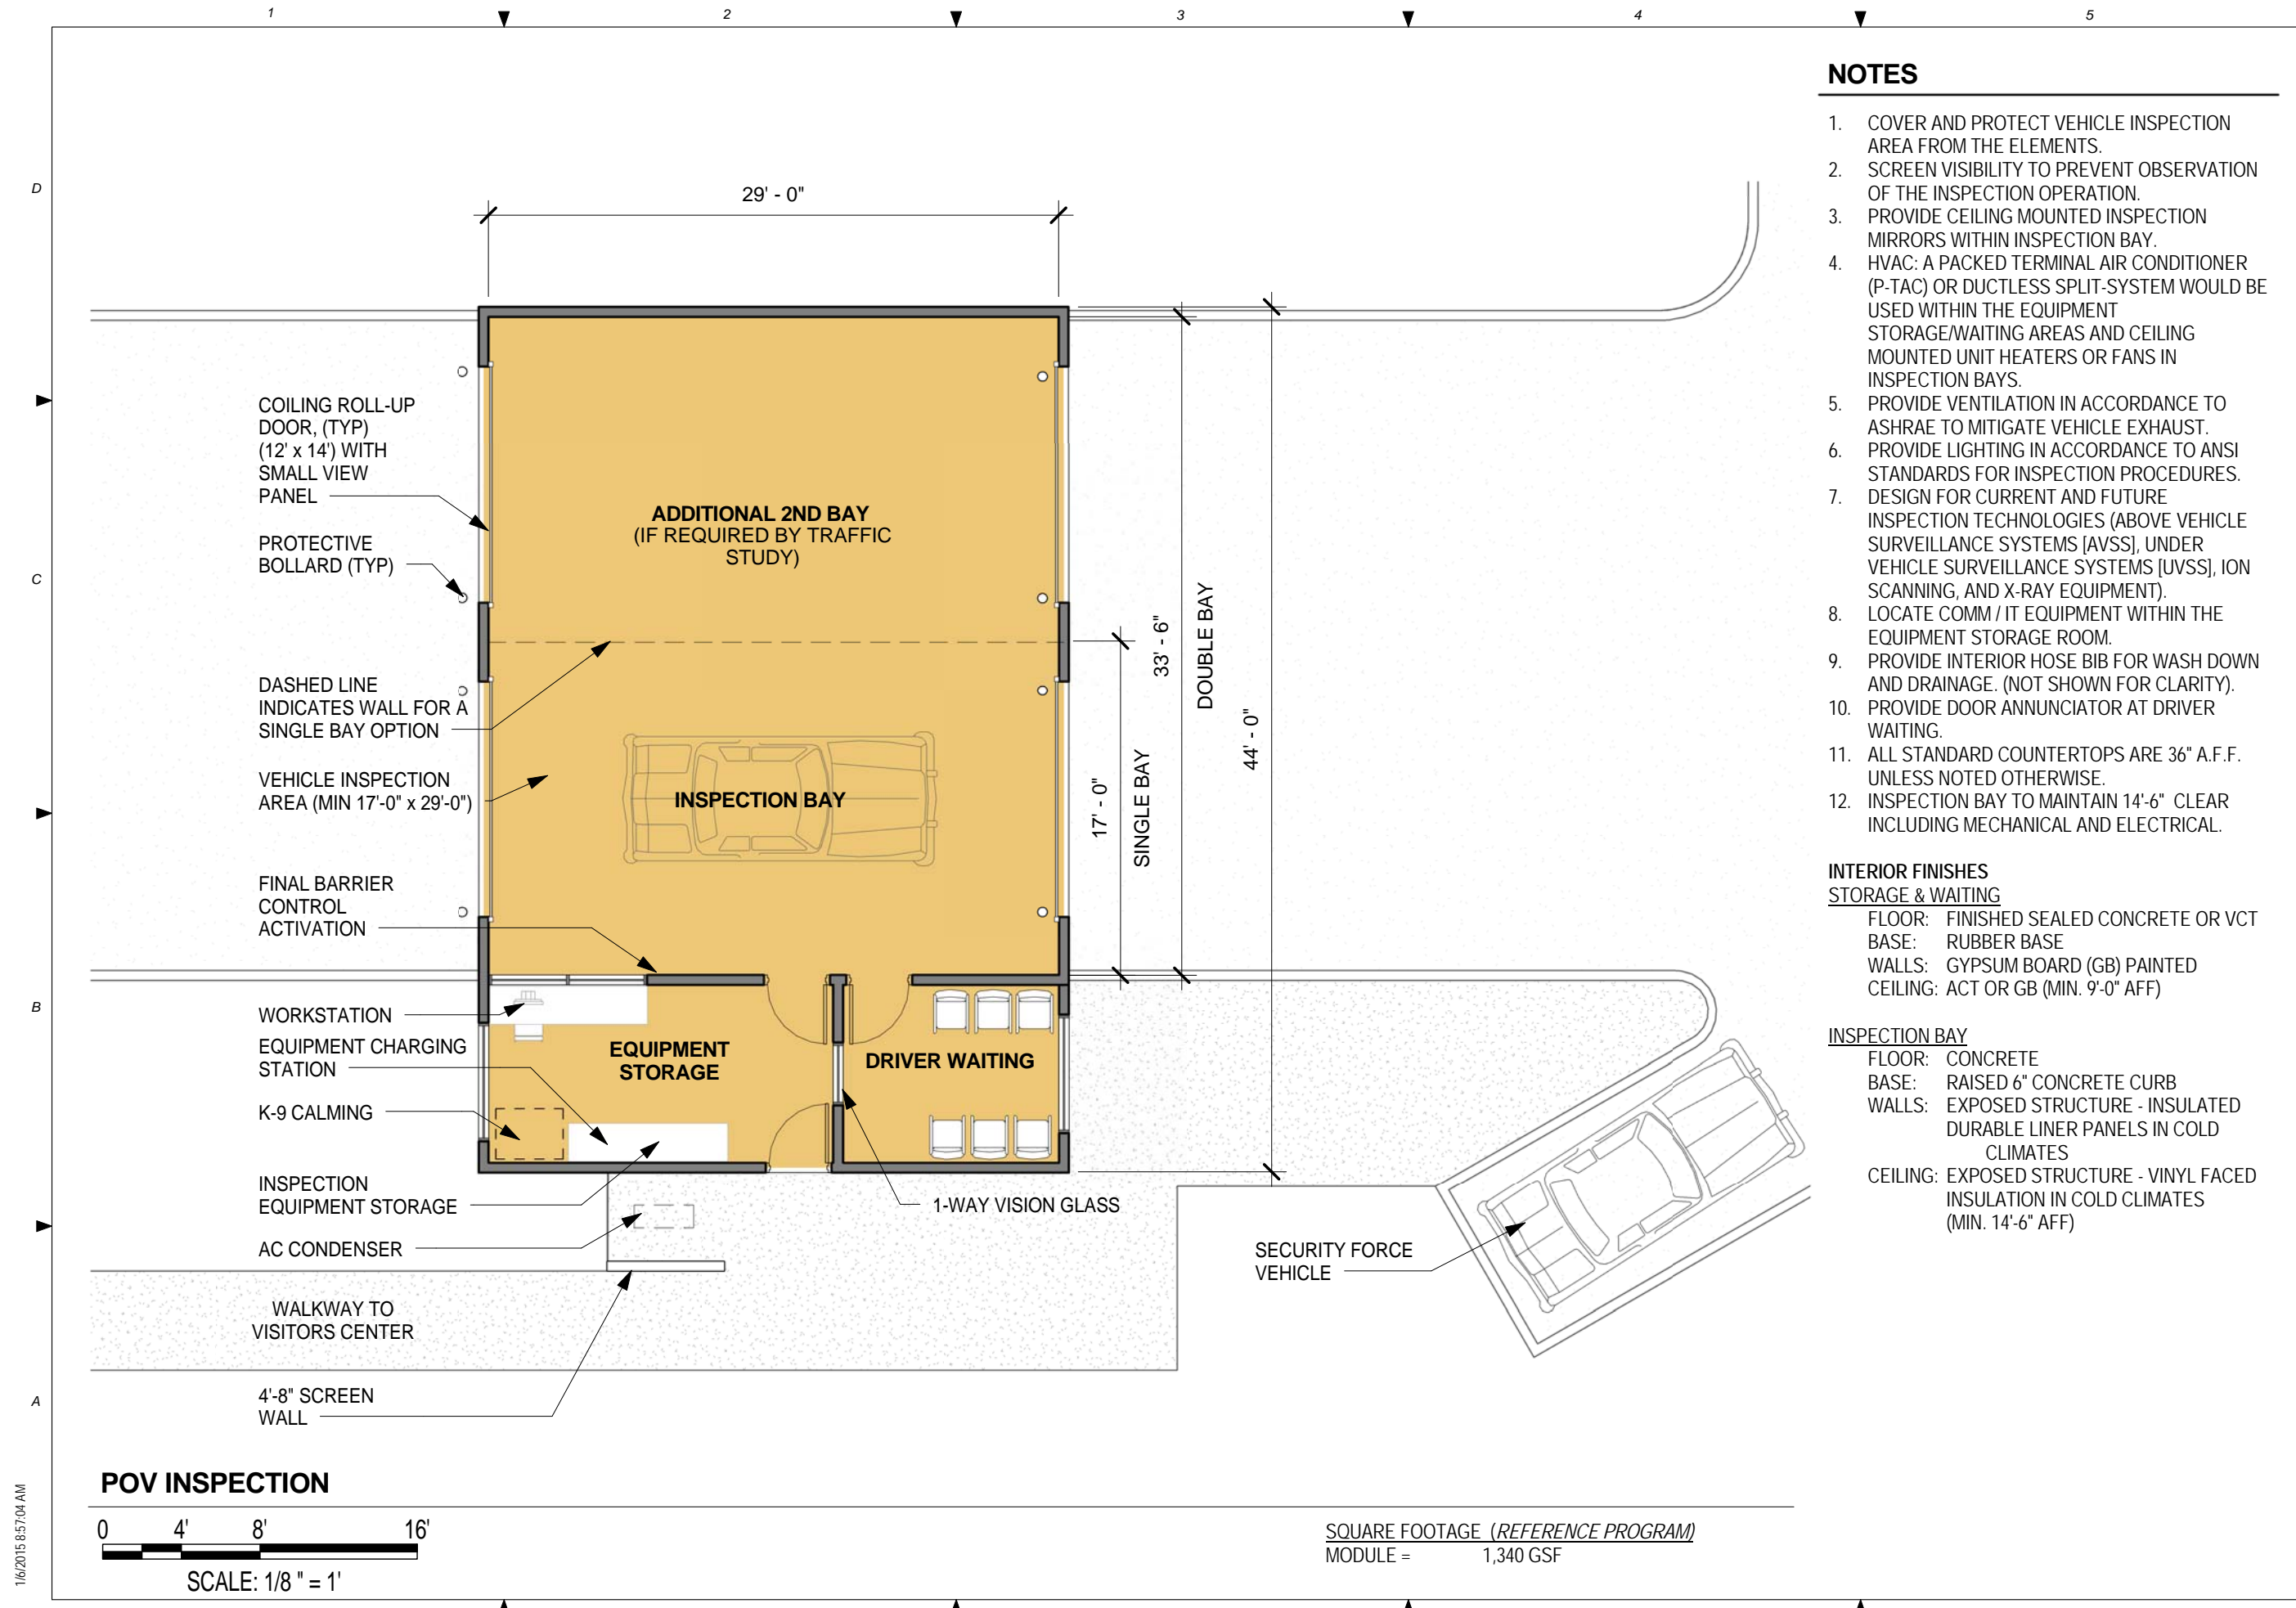 1
2
3
4
5
D
C
B
A
29' - 0"
COILING ROLL-UP
DOOR, (TYP)
(12' x 14') WITH
SMALL VIEW
PANEL
PROTECTIVE
BOLLARD (TYP)
DASHED LINE
INDICATES WALL FOR A
SINGLE BAY OPTION
VEHICLE INSPECTION
AREA (MIN 17'-0" x 29'-0")
FINAL BARRIER
CONTROL
ACTIVATION
WORKSTATION
EQUIPMENT CHARGING
STATION
K-9 CALMING
INSPECTION
EQUIPMENT STORAGE
AC CONDENSER
WALKWAY TO
VISITORS CENTER
4'-8" SCREEN
WALL
ADDITIONAL 2ND BAY
(IF REQUIRED BY TRAFFIC
STUDY)
INSPECTION BAY
EQUIPMENT
STORAGE
DRIVER WAITING
1-WAY VISION GLASS
17' - 0"
SINGLE BAY
33' - 6"
DOUBLE BAY
44' - 0"
SECURITY FORCE
VEHICLE
NOTES
1. COVER AND PROTECT VEHICLE INSPECTION
AREA FROM THE ELEMENTS.
2. SCREEN VISIBILITY TO PREVENT OBSERVATION
OF THE INSPECTION OPERATION.
3. PROVIDE CEILING MOUNTED INSPECTION
MIRRORS WITHIN INSPECTION BAY.
4. HVAC: A PACKED TERMINAL AIR CONDITIONER
(P-TAC) OR DUCTLESS SPLIT-SYSTEM WOULD BE
USED WITHIN THE EQUIPMENT
STORAGE/WAITING AREAS AND CEILING
MOUNTED UNIT HEATERS OR FANS IN
INSPECTION BAYS.
5. PROVIDE VENTILATION IN ACCORDANCE TO
ASHRAE TO MITIGATE VEHICLE EXHAUST.
6. PROVIDE LIGHTING IN ACCORDANCE TO ANSI
STANDARDS FOR INSPECTION PROCEDURES.
7. DESIGN FOR CURRENT AND FUTURE
INSPECTION TECHNOLOGIES (ABOVE VEHICLE
SURVEILLANCE SYSTEMS [AVSS], UNDER
VEHICLE SURVEILLANCE SYSTEMS [UVSS], ION
SCANNING, AND X-RAY EQUIPMENT).
8. LOCATE COMM / IT EQUIPMENT WITHIN THE
EQUIPMENT STORAGE ROOM.
9. PROVIDE INTERIOR HOSE BIB FOR WASH DOWN
AND DRAINAGE. (NOT SHOWN FOR CLARITY).
10. PROVIDE DOOR ANNUNCIATOR AT DRIVER
WAITING.
11. ALL STANDARD COUNTERTOPS ARE 36" A.F.F.
UNLESS NOTED OTHERWISE.
12. INSPECTION BAY TO MAINTAIN 14'-6" CLEAR
INCLUDING MECHANICAL AND ELECTRICAL.
INTERIOR FINISHES
STORAGE & WAITING
FLOOR: FINISHED SEALED CONCRETE OR VCT
BASE: RUBBER BASE
WALLS: GYPSUM BOARD (GB) PAINTED
CEILING: ACT OR GB (MIN. 9'-0" AFF)
INSPECTION BAY
FLOOR: CONCRETE
BASE: RAISED 6" CONCRETE CURB
WALLS: EXPOSED STRUCTURE - INSULATED
DURABLE LINER PANELS IN COLD
CLIMATES
CEILING: EXPOSED STRUCTURE - VINYL FACED
INSULATION IN COLD CLIMATES
(MIN. 14'-6" AFF)
POV INSPECTION
0 4' 8' 16'
SCALE: 1/8 " = 1'
SQUARE FOOTAGE (REFERENCE PROGRAM)
MODULE = 1,340 GSF
1/6/2015 8:57:04 AM